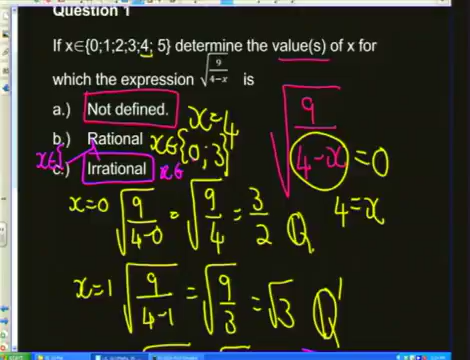 Question 1
If x∈{0;1;2;3;4; 5} determine the value(s) of x for
which the expression √(9/(4−x)) is
a.) Not defined. x=4
b.) Rational x∈{0;3}
x∈{
c.) Irrational x∈
√(9/(4−x)) =0
4=x
x=0 √(9/(4−0)) = √(9/4) = 3/2 Q
x=1 √(9/(4−1)) = √(9/3) = √3 Q'